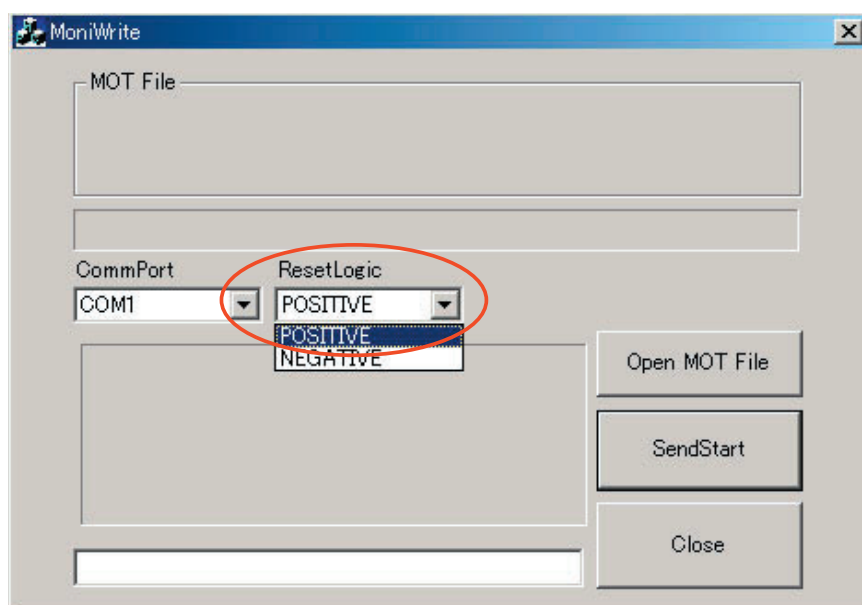 MoniWrite
MOT File
CommPort
ResetLogic
COM1
POSITIVE
POSITIVE
NEGATIVE
Open MOT File
SendStart
Close